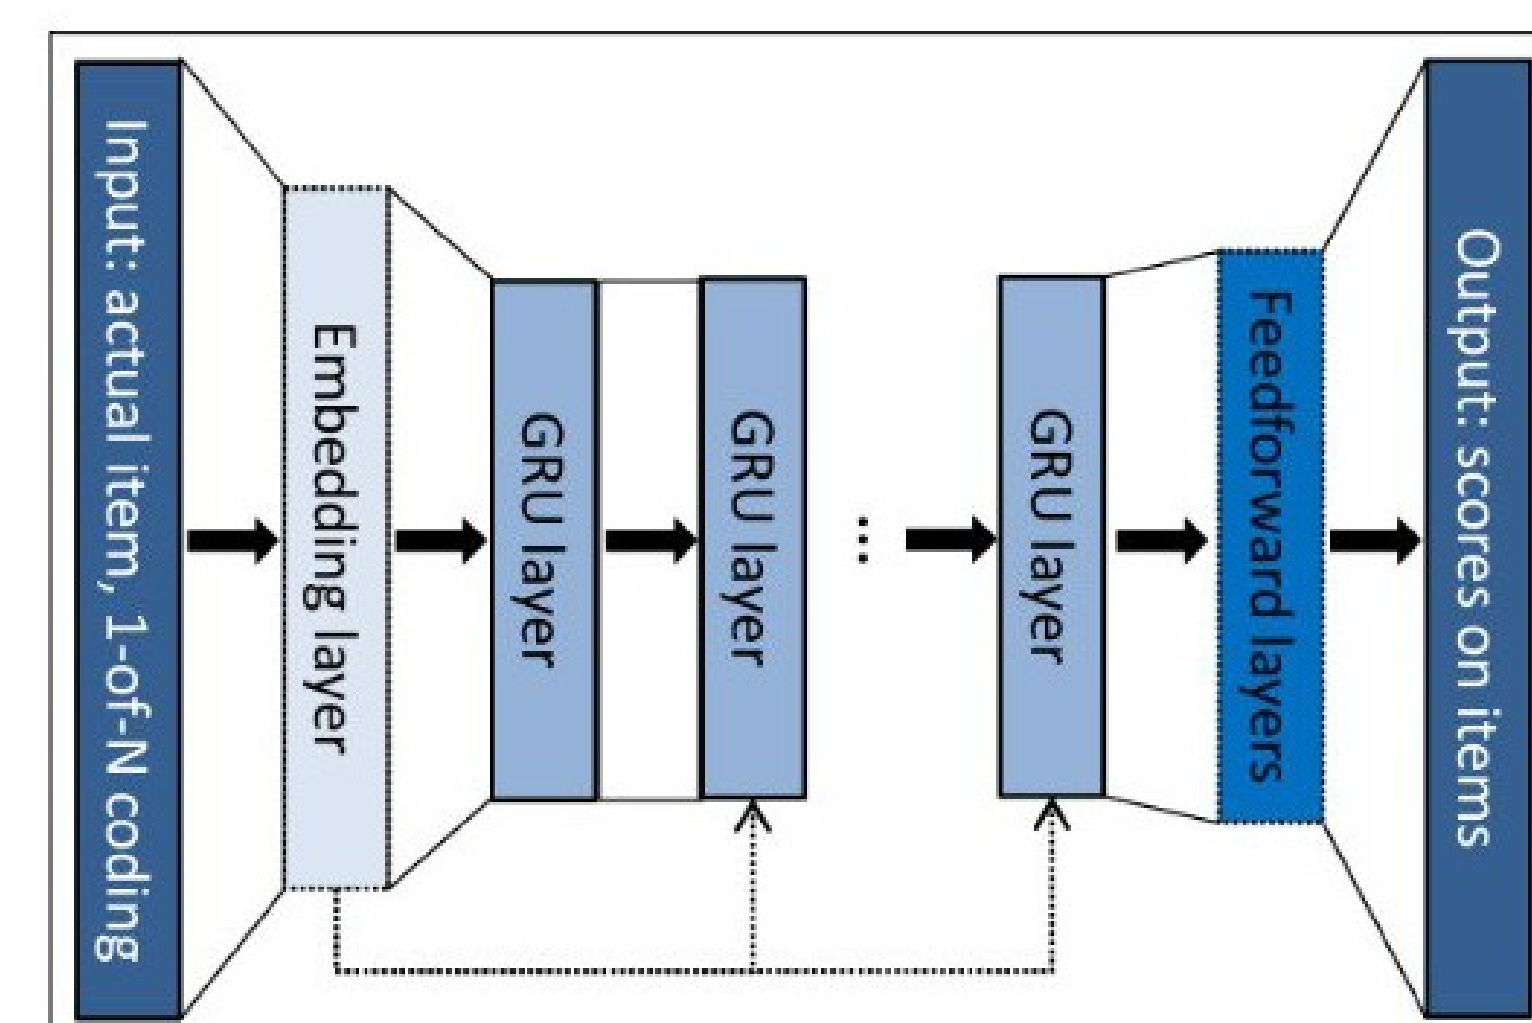 Input: actual item, 1-of-N coding
Embedding layer
GRU layer
GRU layer
...
GRU layer
Feedforward layers
Output: scores on items